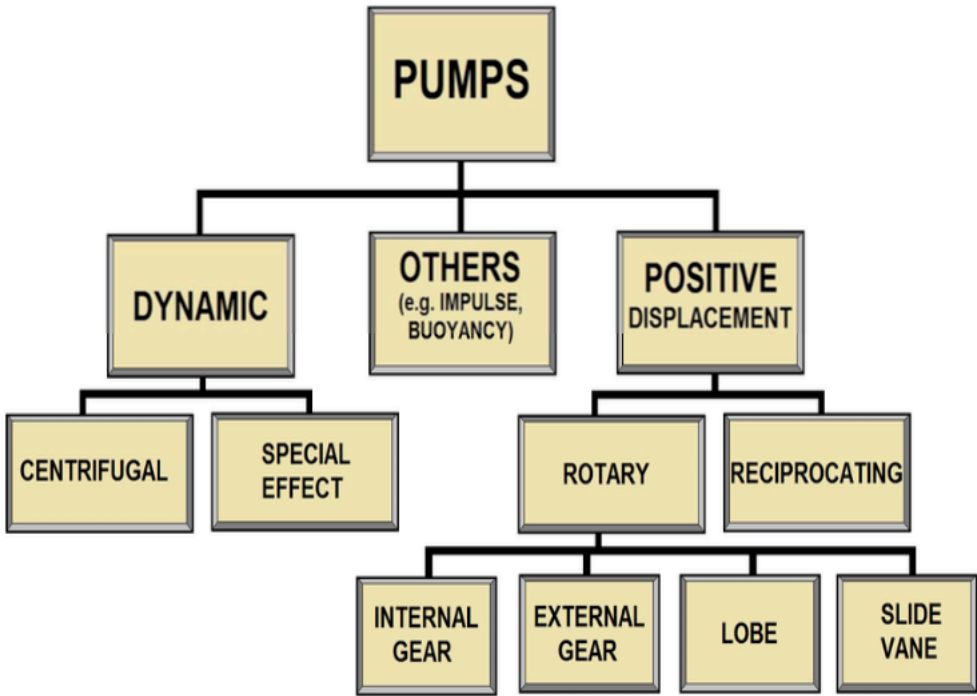 PUMPS
DYNAMIC
OTHERS
(e.g. IMPULSE,
BUOYANCY)
POSITIVE
DISPLACEMENT
CENTRIFUGAL
SPECIAL
EFFECT
ROTARY
RECIPROCATING
INTERNAL
GEAR
EXTERNAL
GEAR
LOBE
SLIDE
VANE